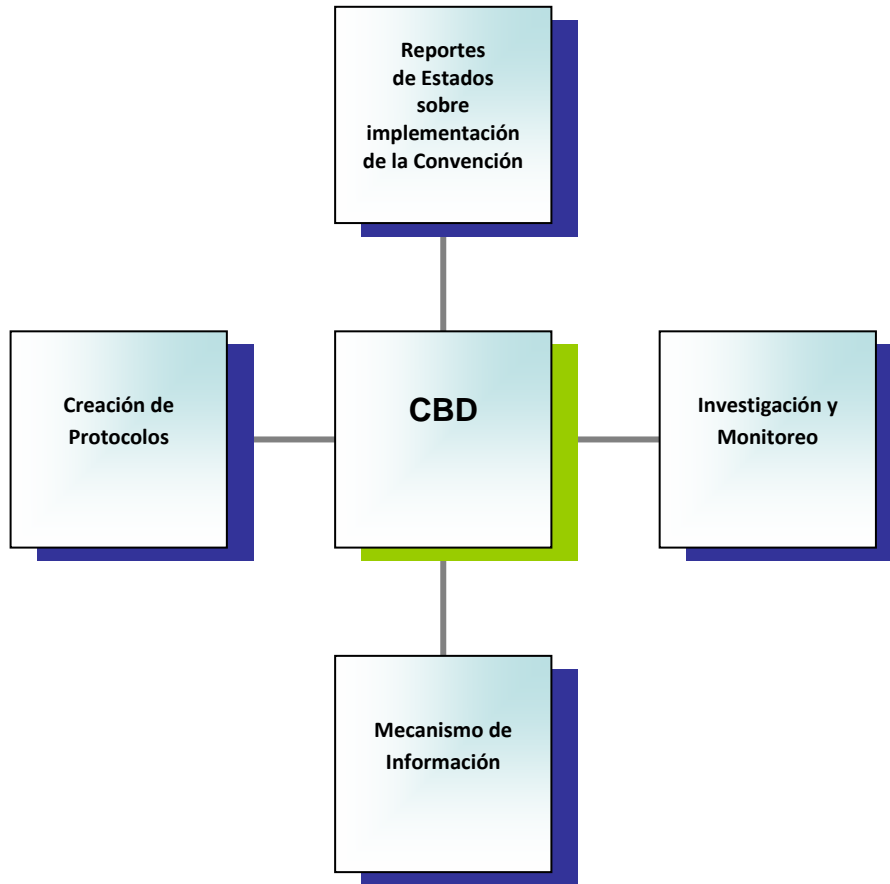 Reportes
de Estados
sobre
implementación
de la Convención
Creación de
Protocolos
CBD
Investigación y
Monitoreo
Mecanismo de
Información